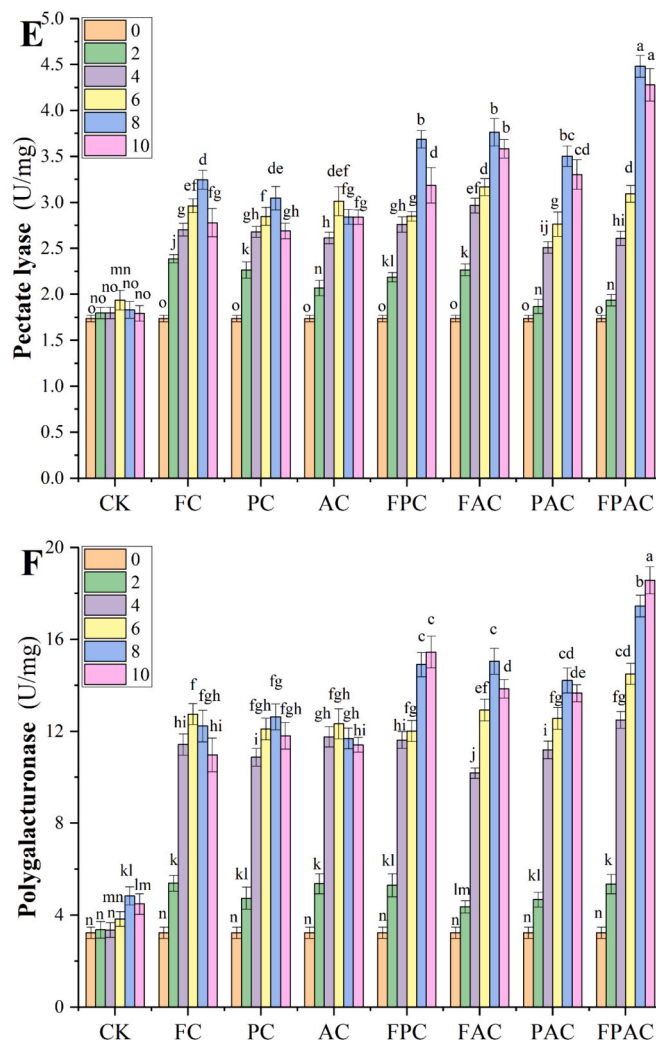 E
0
2
4
6
8
10
Pectate lyase (U/mg)
5.0
4.5
4.0
3.5
3.0
2.5
2.0
1.5
1.0
0.5
0.0
o no no mn no no
o j g ef d fg
o k gh f de gh
o n h def fg fg
o kl gh g b d
o k ef d b b
o n ij g bc cd
o n hi d a a
CK FC PC AC FPC FAC PAC FPAC
F
0
2
4
6
8
10
Polygalacturonase (U/mg)
20
16
12
8
4
0
n n n mn kl lm
n k hi f fgh hi
n kl i fgh fg fgh
n k gh fgh gh hi
n kl hi fg c c
n lm j ef c d
n kl i fg cd de
n k fg cd b a
CK FC PC AC FPC FAC PAC FPAC